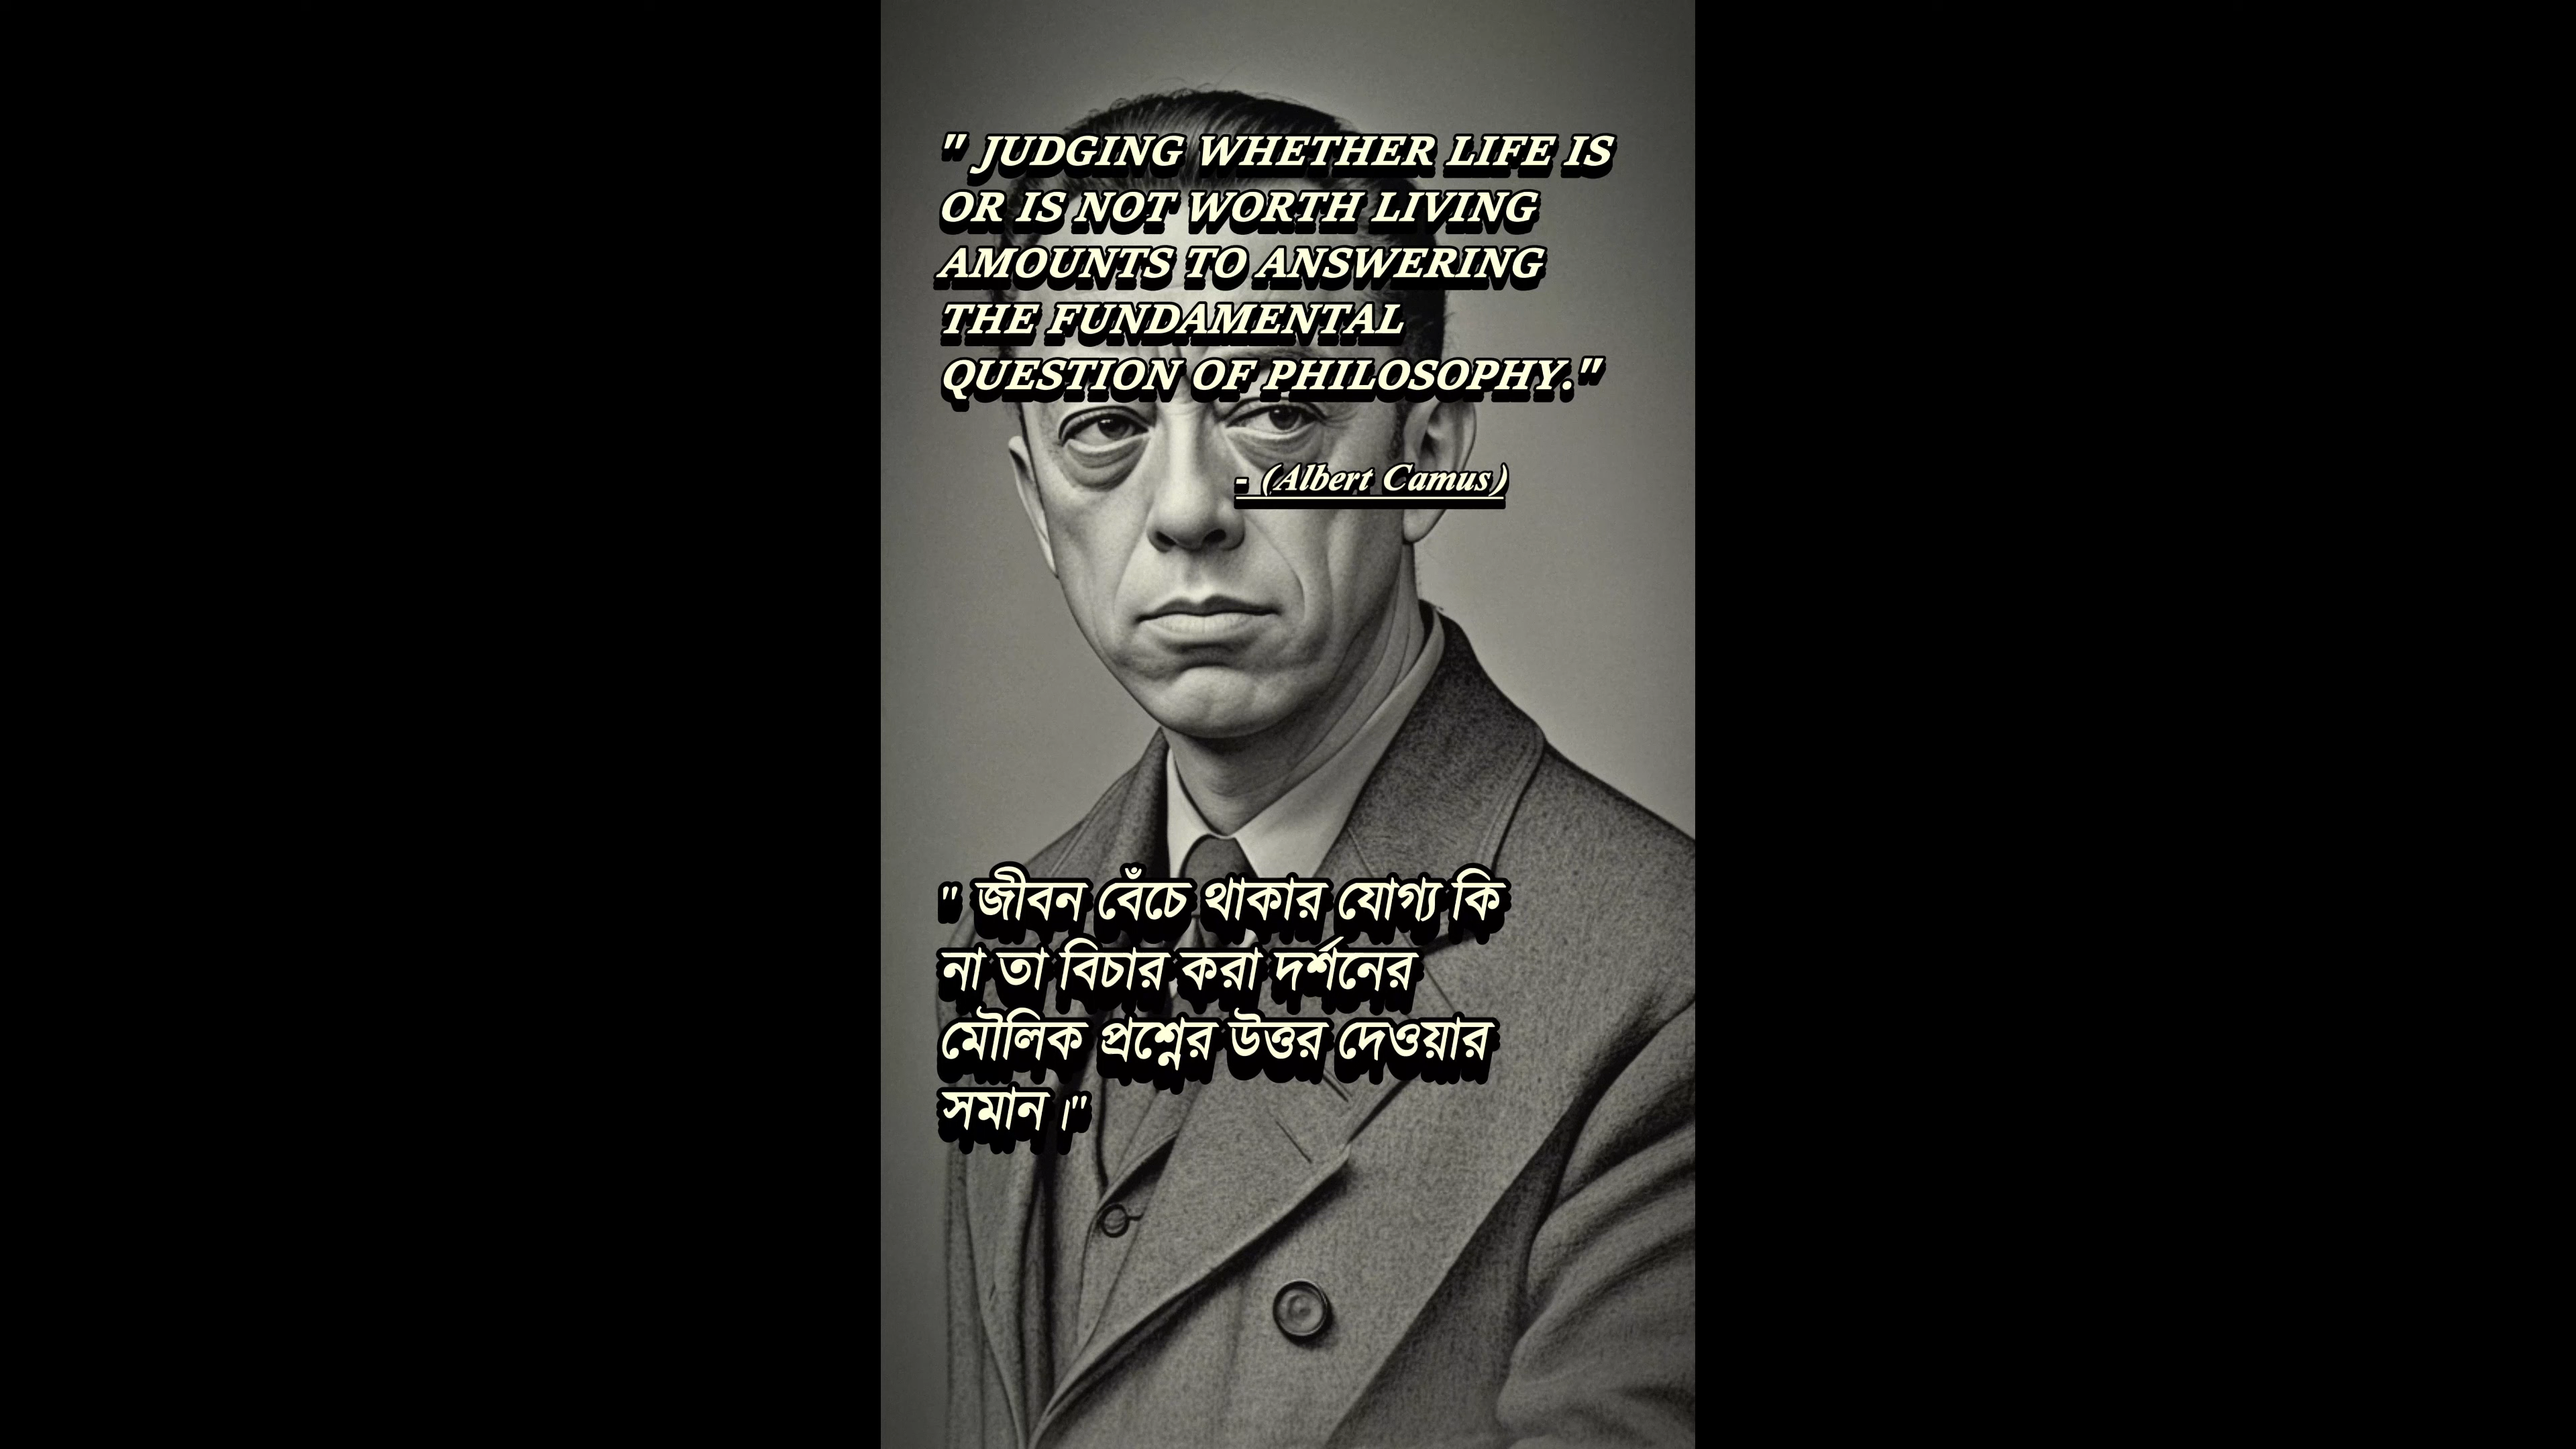 " JUDGING WHETHER LIFE IS
OR IS NOT WORTH LIVING
AMOUNTS TO ANSWERING
THE FUNDAMENTAL
QUESTION OF PHILOSOPHY."
- (Albert Camus)
" জীবন বেঁচে থাকার যোগ্য কি
না তা বিচার করা দর্শনের
মৌলিক প্রশ্নের উত্তর দেওয়ার
সমান।"